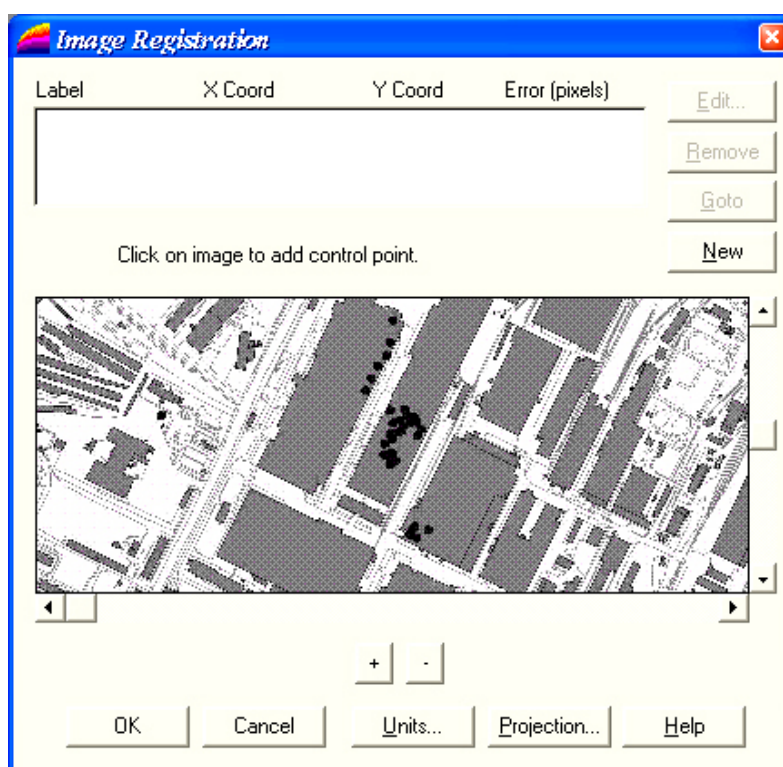 Image Registration
Label X Coord Y Coord Error (pixels)
Edit...
Remove
Goto
Click on image to add control point.
New
+ -
OK Cancel Units... Projection... Help